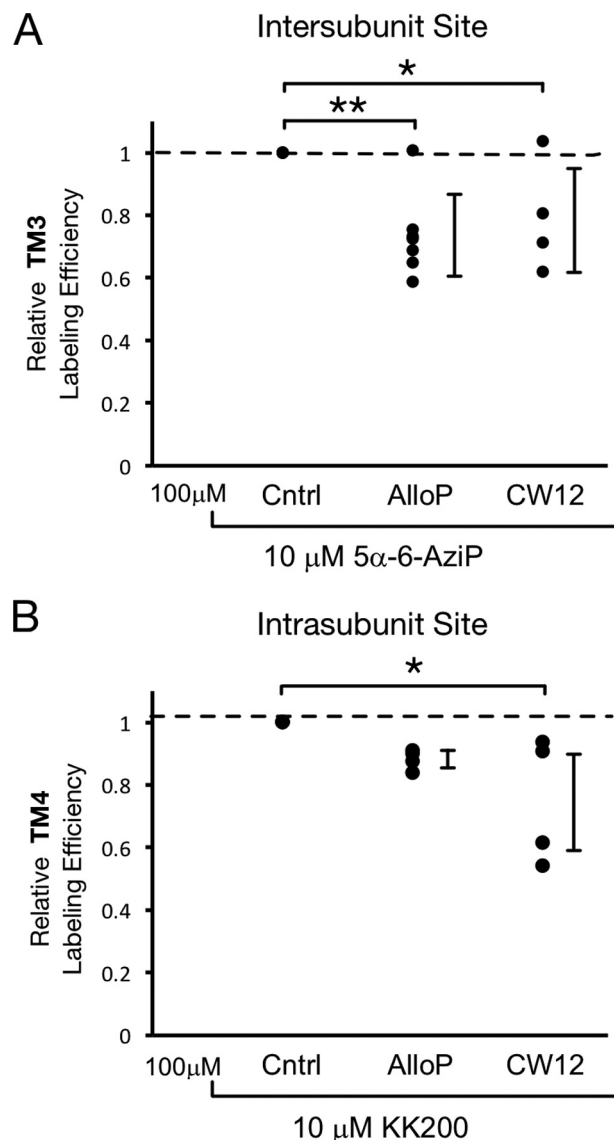 A
Intersubunit Site
*
**
Relative TM3
Labeling Efficiency
1
0.8
0.6
0.4
0.2
0
100μM Cntrl AlloP CW12
10 μM 5α-6-AziP
B
Intrasubunit Site
*
Relative TM4
Labeling Efficiency
1
0.8
0.6
0.4
0.2
0
100μM Cntrl AlloP CW12
10 μM KK200